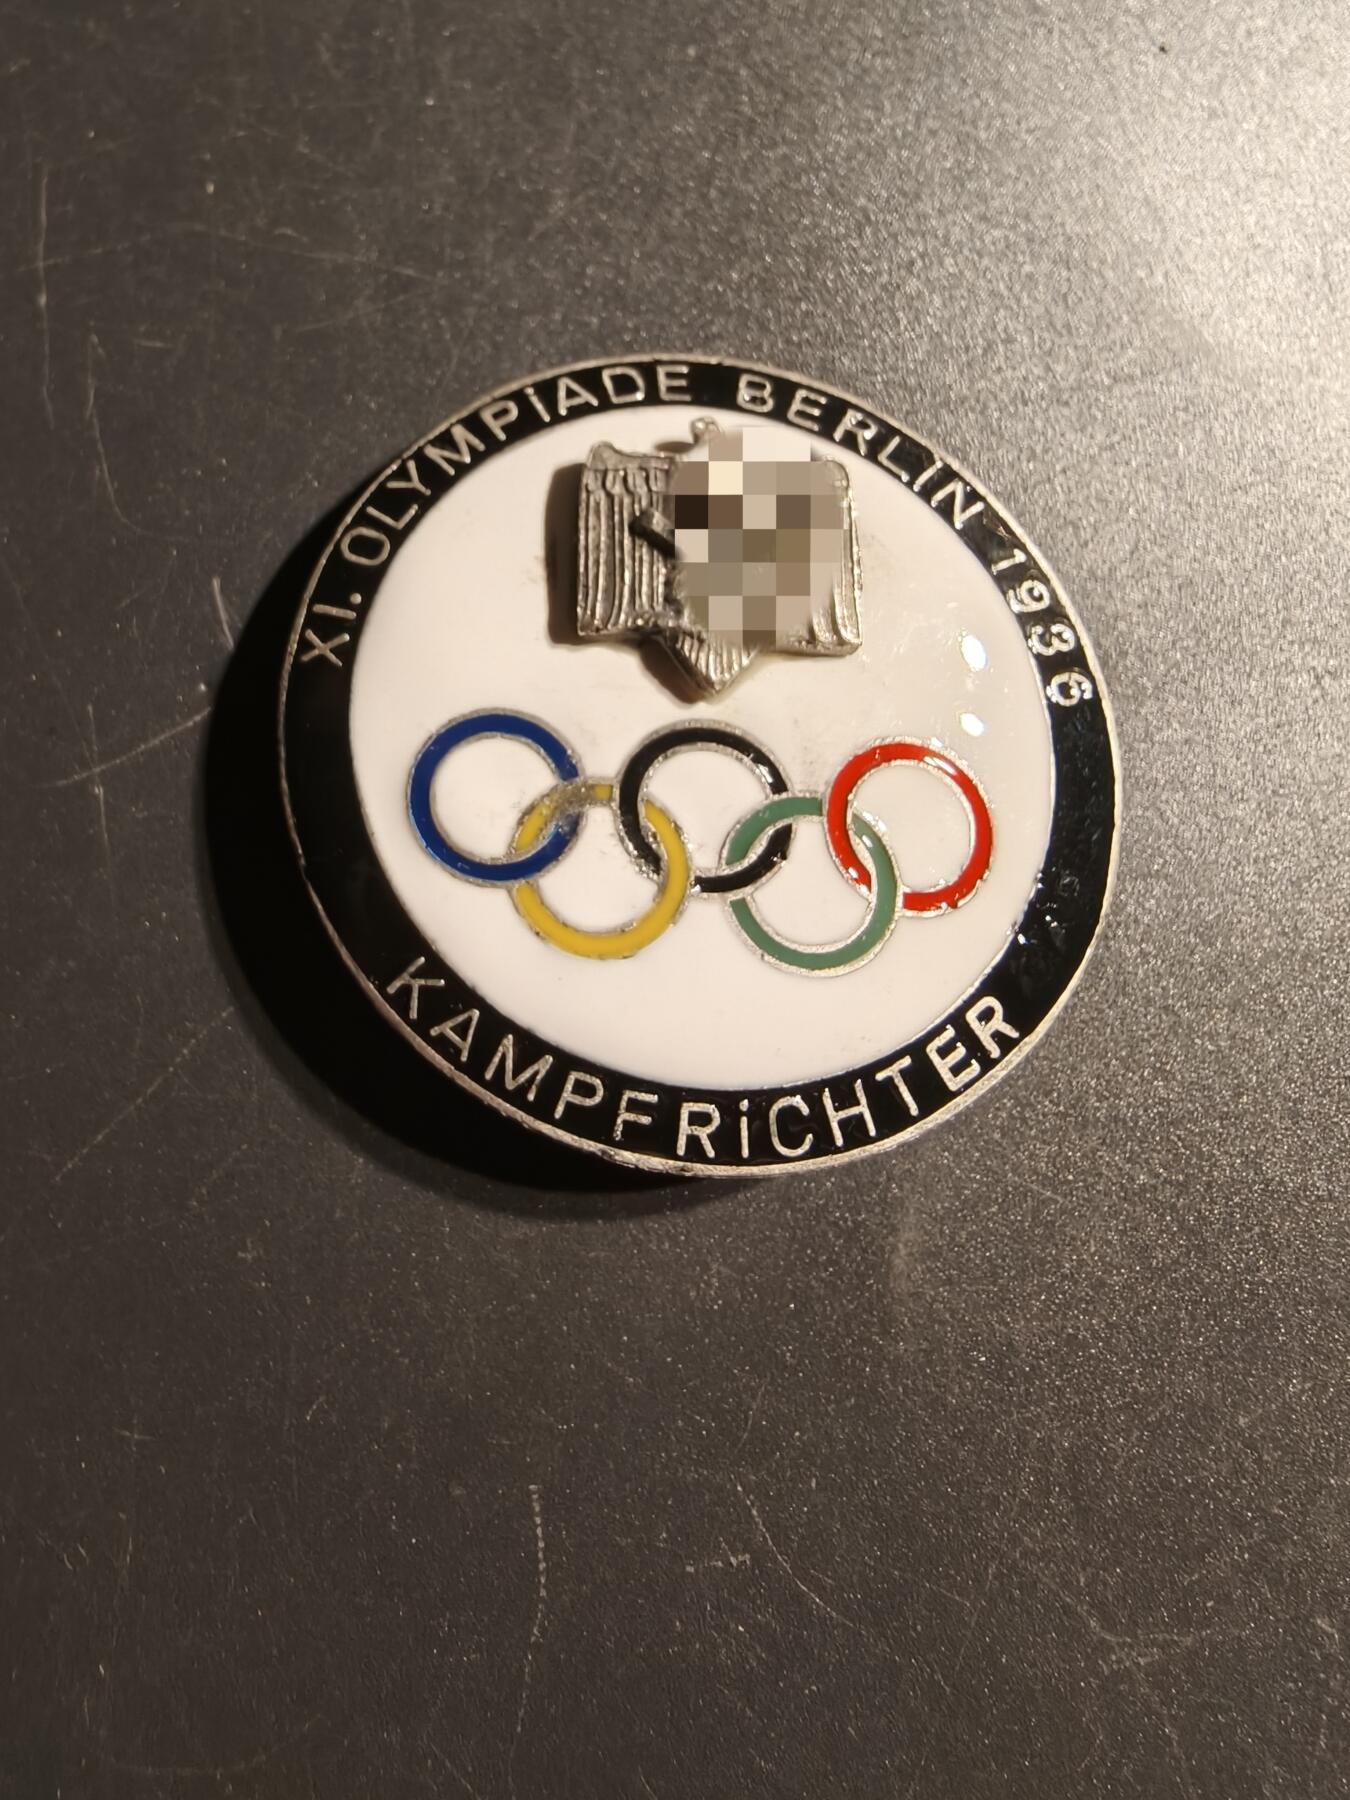 XI. OLYMPiADE BERLiN 1936
KAMPFRiCHTER